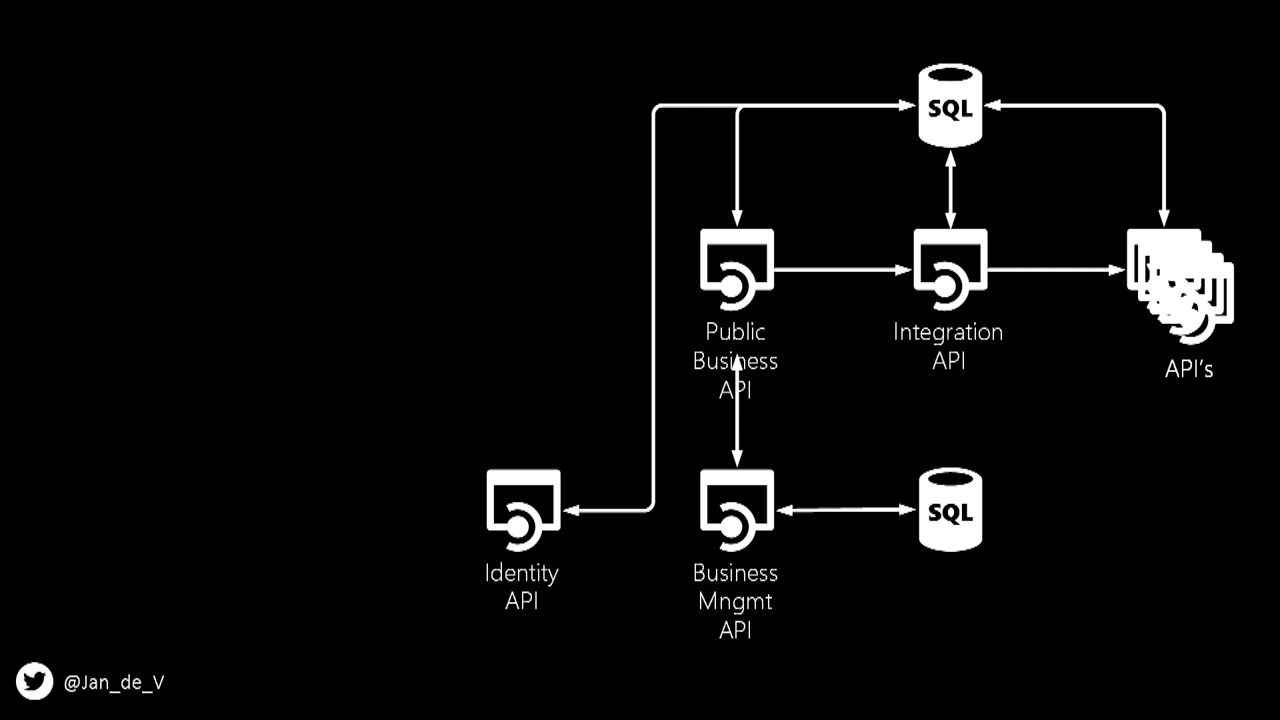 SQL
Public
Business
API
Integration
API
API's
SQL
Identity
API
Business
Mngmt
API
@Jan_de_V